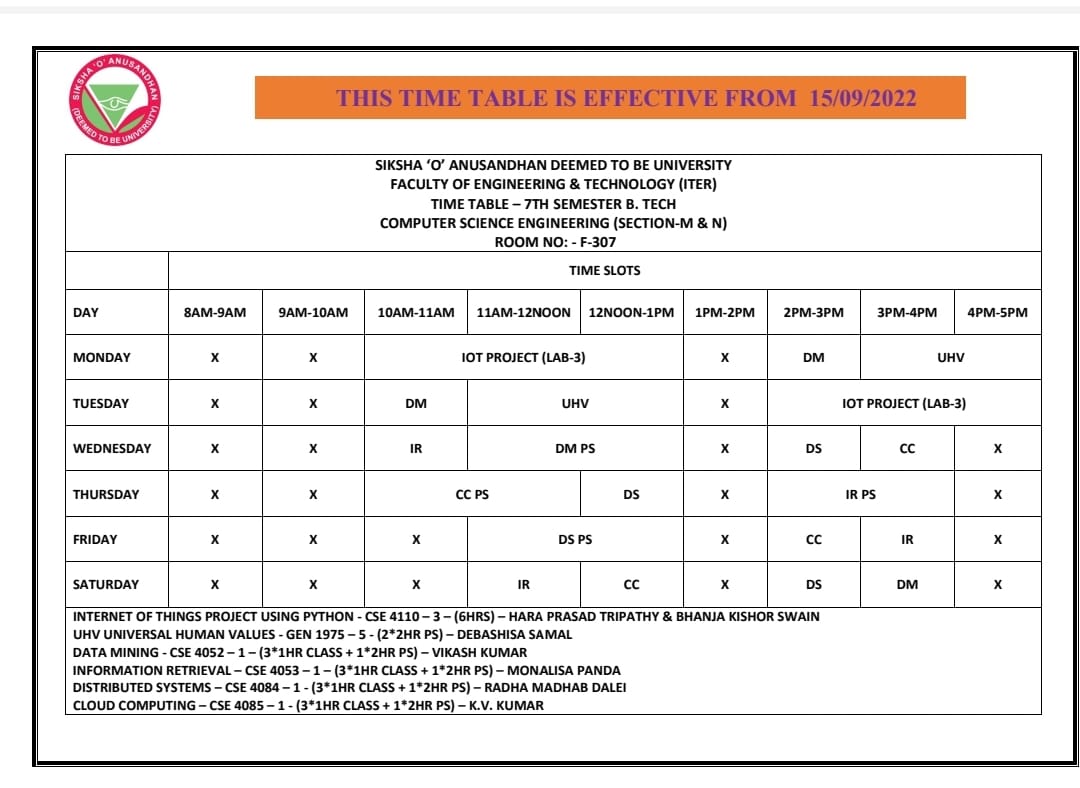 SIKSHA 'O' ANUSANDHAN
(DEEMED TO BE UNIVERSITY)
THIS TIME TABLE IS EFFECTIVE FROM 15/09/2022
SIKSHA ‘O’ ANUSANDHAN DEEMED TO BE UNIVERSITY
FACULTY OF ENGINEERING & TECHNOLOGY (ITER)
TIME TABLE – 7TH SEMESTER B. TECH
COMPUTER SCIENCE ENGINEERING (SECTION-M & N)
ROOM NO: - F-307
TIME SLOTS
DAY 8AM-9AM 9AM-10AM 10AM-11AM 11AM-12NOON 12NOON-1PM 1PM-2PM 2PM-3PM 3PM-4PM 4PM-5PM
MONDAY X X IOT PROJECT (LAB-3) X DM UHV
TUESDAY X X DM UHV X IOT PROJECT (LAB-3)
WEDNESDAY X X IR DM PS X DS CC X
THURSDAY X X CC PS DS X IR PS X
FRIDAY X X X DS PS X CC IR X
SATURDAY X X X IR CC X DS DM X
INTERNET OF THINGS PROJECT USING PYTHON - CSE 4110 – 3 – (6HRS) – HARA PRASAD TRIPATHY & BHANJA KISHOR SWAIN
UHV UNIVERSAL HUMAN VALUES - GEN 1975 – 5 - (2*2HR PS) – DEBASHISA SAMAL
DATA MINING - CSE 4052 – 1 – (3*1HR CLASS + 1*2HR PS) – VIKASH KUMAR
INFORMATION RETRIEVAL – CSE 4053 – 1 – (3*1HR CLASS + 1*2HR PS) – MONALISA PANDA
DISTRIBUTED SYSTEMS – CSE 4084 – 1 - (3*1HR CLASS + 1*2HR PS) – RADHA MADHAB DALEI
CLOUD COMPUTING – CSE 4085 – 1 - (3*1HR CLASS + 1*2HR PS) – K.V. KUMAR